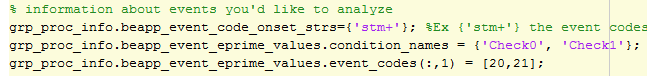 % information about events you'd like to analyze
grp_proc_info.beapp_event_code_onset_strs={'stm+'}; %Ex {'stm+'} the event codes
grp_proc_info.beapp_event_eprime_values.condition_names = {'Check0', 'Check1'};
grp_proc_info.beapp_event_eprime_values.event_codes(:,1) = [20,21];